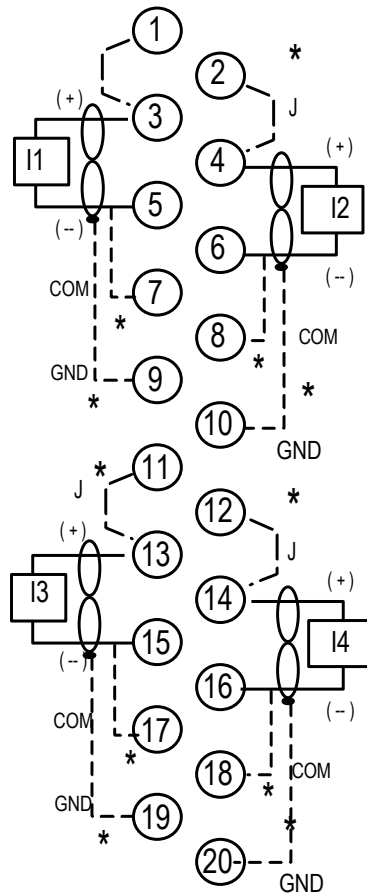 1
2 *
J
(+) 3
I1 4 (+)
5 I2
(--) 6 (--)
COM 7
* 8 COM
*
GND 9 *
* 10
GND
11
* *
J 12
(+) 13 J
I3 14 (+)
15 I4
(--) 16 (--)
COM 17
* 18 COM
*
GND 19 *
* 20
GND